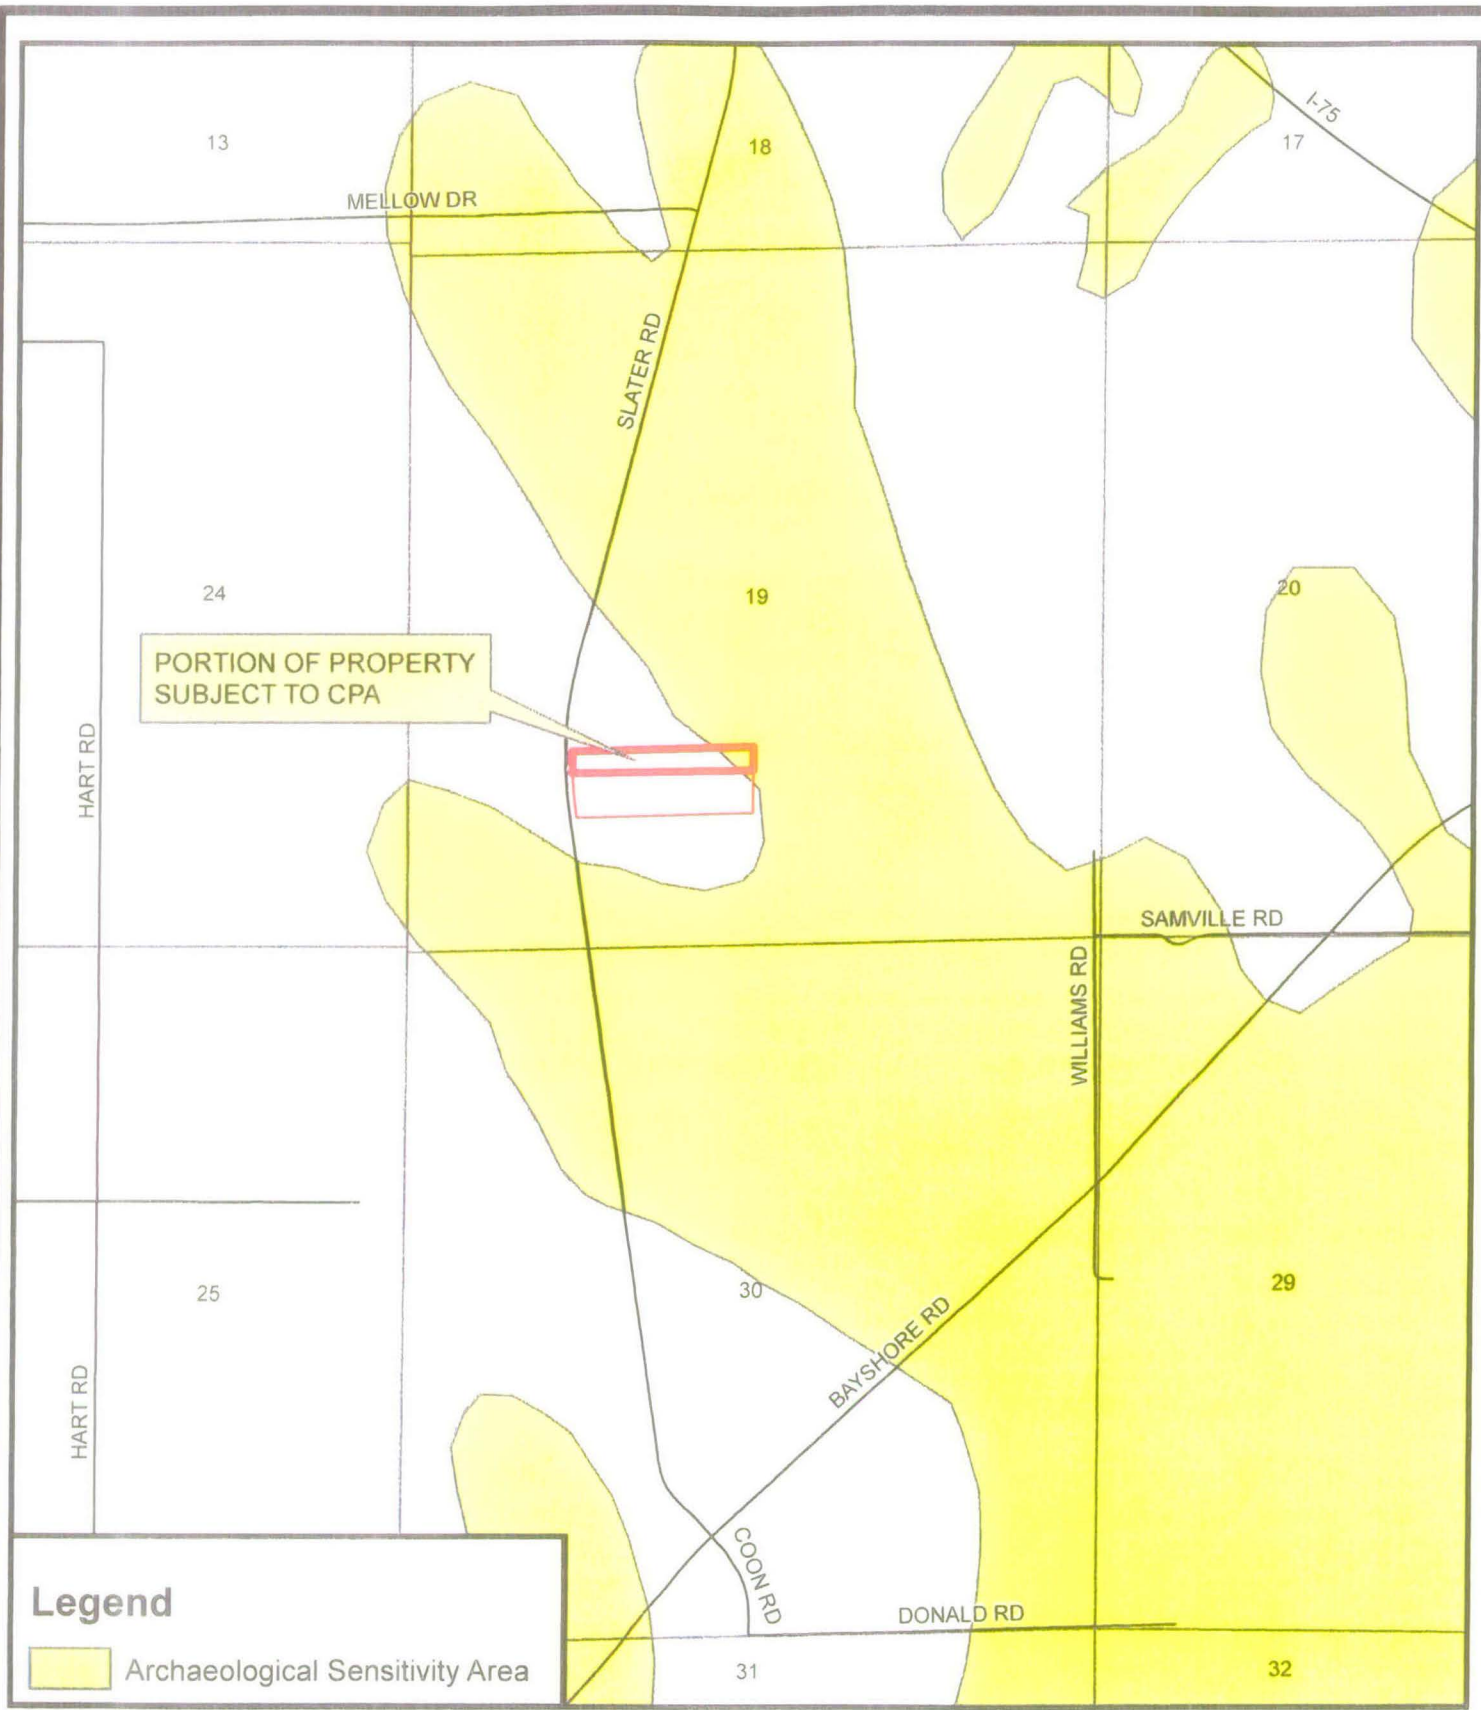 I-75
13
18
17
MELLOW DR
SLATER RD
24
19
20
PORTION OF PROPERTY
SUBJECT TO CPA
HART RD
SAMVILLE RD
WILLIAMS RD
25
30
29
BAYSHORE RD
HART RD
COON RD
DONALD RD
Legend
Archaeological Sensitivity Area
31
32